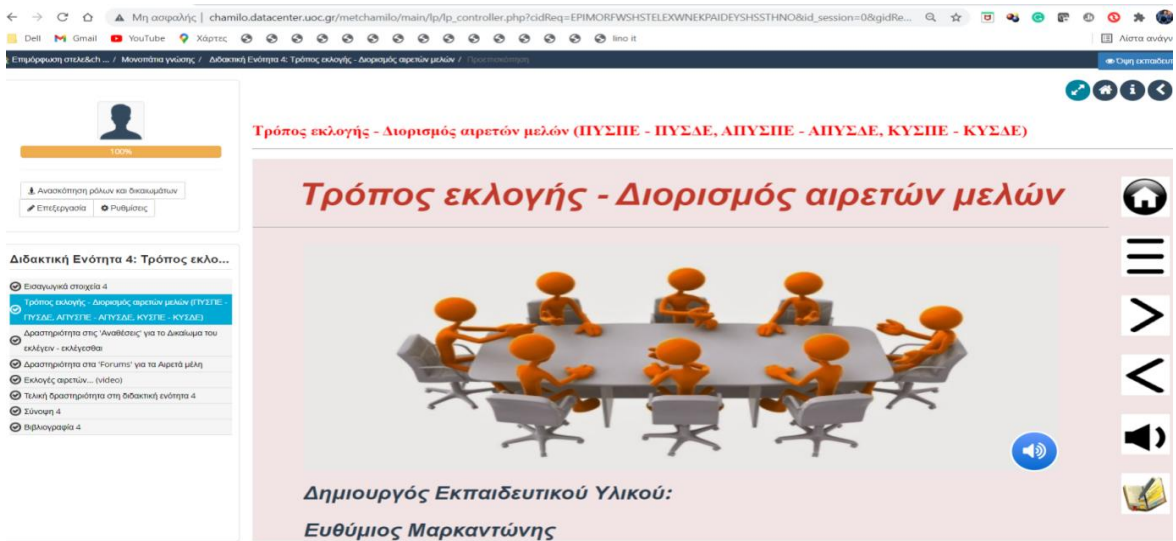 Μη ασφαλής | chamilo.datacenter.uoc.gr/metchamilo/main/lp/lp_controller.php?cidReq=EPIMORFWSHSTELEXWNEKPAIDEYSHSSTHNO&id_session=0&gidRe...
Dell Gmail YouTube Χάρτες lino it Λίστα ανάγν
Επιμόρφωση στελε&ch ... / Μονοπάτια γνώσης / Διδακτική Ενότητα 4: Τρόπος εκλογής - Διορισμός αιρετών μελών / Προεπισκόπηση
Όψη εκπαιδευτ
100%
Ανασκόπηση ρόλων και δικαιωμάτων
Επεξεργασία Ρυθμίσεις
Διδακτική Ενότητα 4: Τρόπος εκλο...
Εισαγωγικά στοιχεία 4
Τρόπος εκλογής - Διορισμός αιρετών μελών (ΠΥΣΠΕ -
ΠΥΣΔΕ, ΑΠΥΣΠΕ - ΑΠΥΣΔΕ, ΚΥΣΠΕ - ΚΥΣΔΕ)
Δραστηριότητα στις 'Αναθέσεις' για το Δικαίωμα του
εκλέγειν - εκλέγεσθαι
Δραστηριότητα στα 'Forums' για τα Αιρετά μέλη
Εκλογές αιρετών... (video)
Τελική δραστηριότητα στη διδακτική ενότητα 4
Σύνοψη 4
Βιβλιογραφία 4
Τρόπος εκλογής - Διορισμός αιρετών μελών (ΠΥΣΠΕ - ΠΥΣΔΕ, ΑΠΥΣΠΕ - ΑΠΥΣΔΕ, ΚΥΣΠΕ - ΚΥΣΔΕ)
Τρόπος εκλογής - Διορισμός αιρετών μελών
Δημιουργός Εκπαιδευτικού Υλικού:
Ευθύμιος Μαρκαντώνης